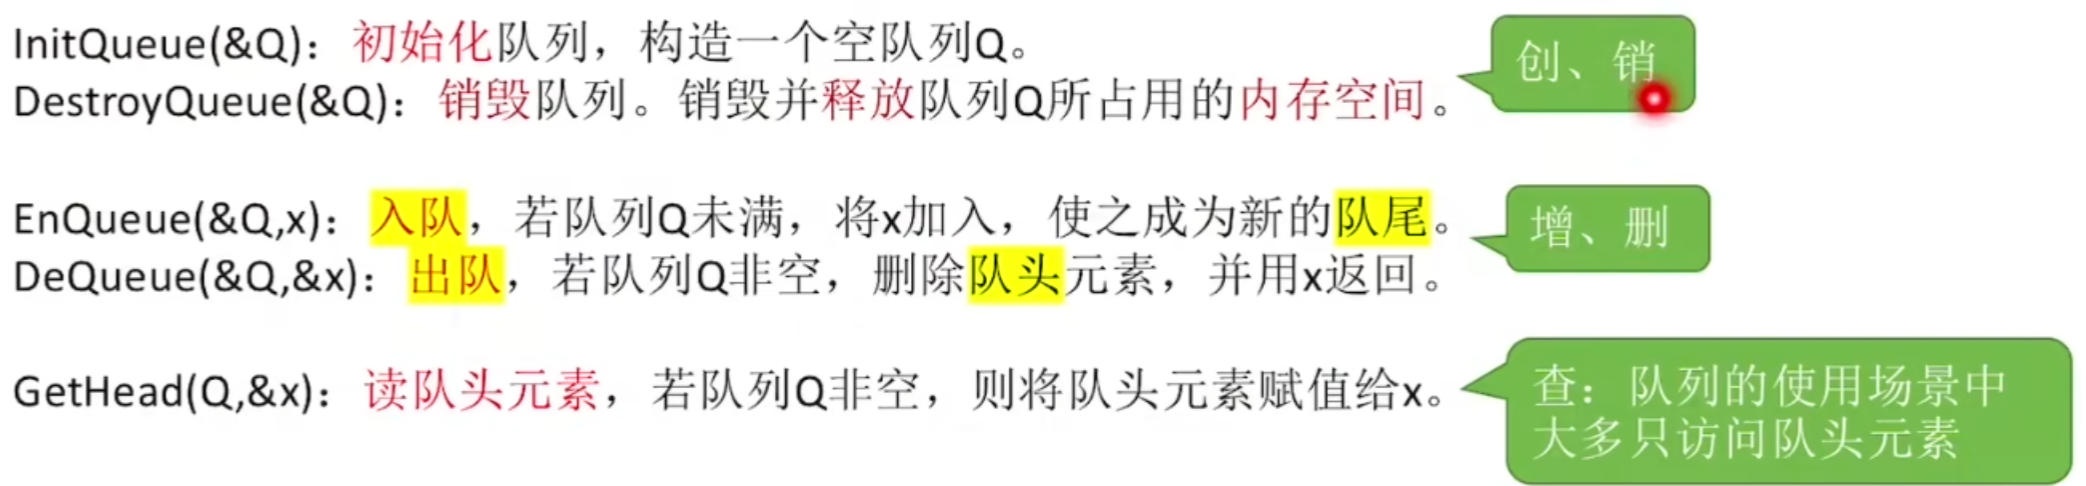 InitQueue(&Q)：初始化队列，构造一个空队列Q。
DestroyQueue(&Q)：销毁队列。销毁并释放队列Q所占用的内存空间。
创、销
EnQueue(&Q,x)：入队，若队列Q未满，将x加入，使之成为新的队尾。
DeQueue(&Q,&x)：出队，若队列Q非空，删除队头元素，并用x返回。
增、删
GetHead(Q,&x)：读队头元素，若队列Q非空，则将队头元素赋值给x。
查：队列的使用场景中
大多只访问队头元素